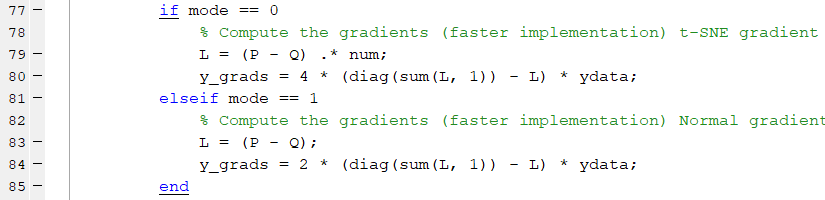 77 – if mode == 0
78 % Compute the gradients (faster implementation) t-SNE gradient
79 – L = (P - Q) .* num;
80 – y_grads = 4 * (diag(sum(L, 1)) - L) * ydata;
81 – elseif mode == 1
82 % Compute the gradients (faster implementation) Normal gradient
83 – L = (P - Q);
84 – y_grads = 2 * (diag(sum(L, 1)) - L) * ydata;
85 – end